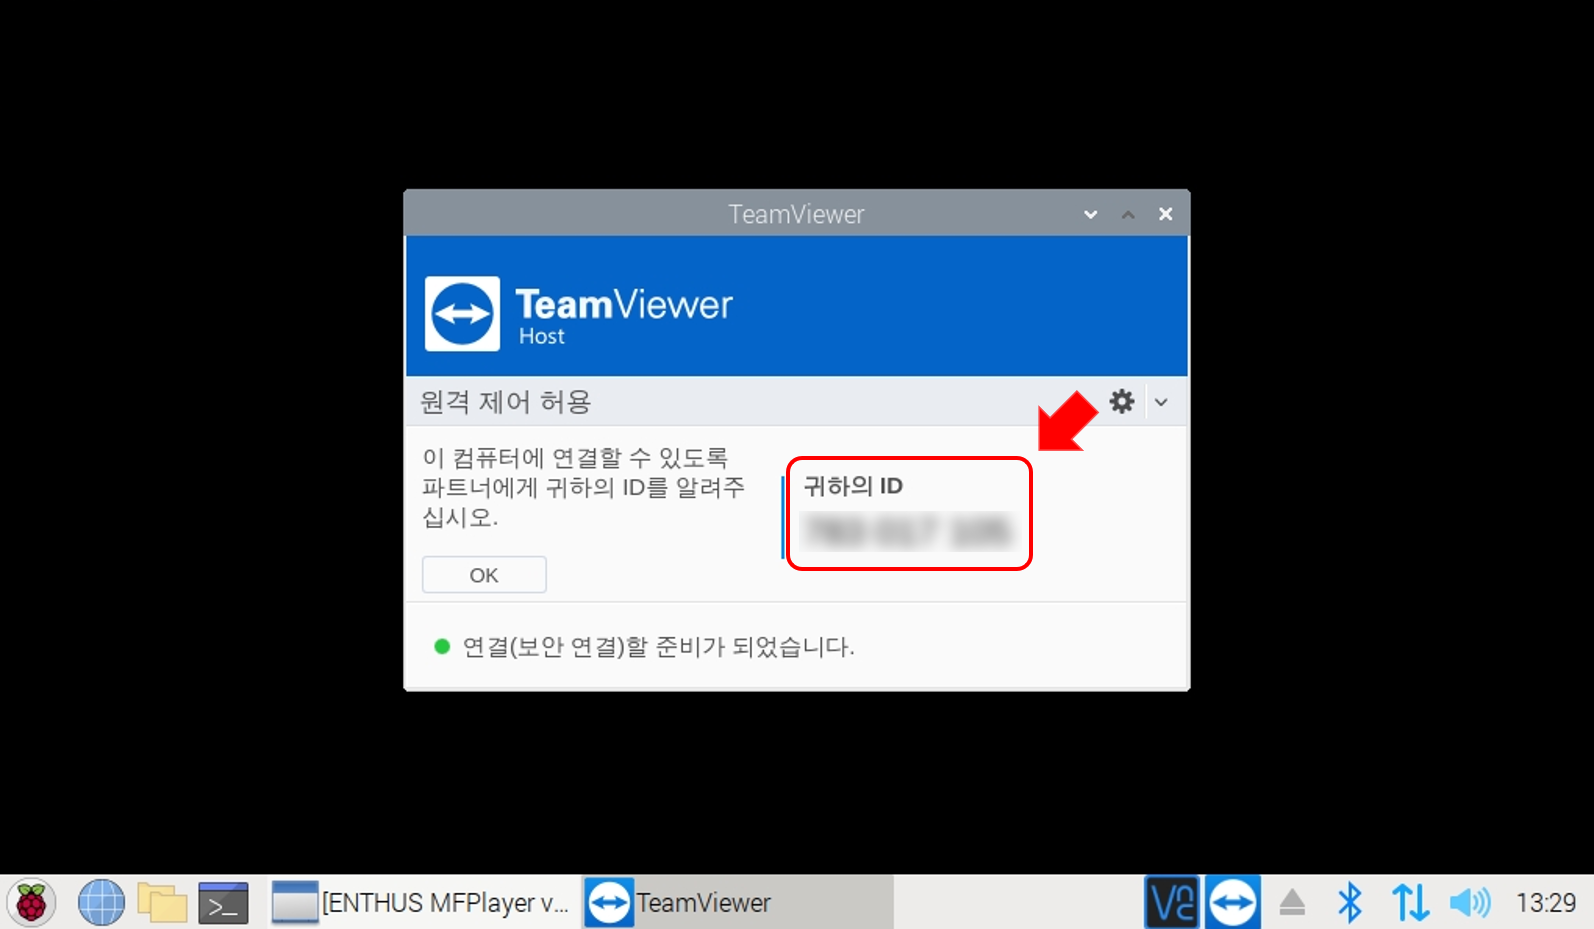 TeamViewer
TeamViewer
Host
원격 제어 허용
이 컴퓨터에 연결할 수 있도록
파트너에게 귀하의 ID를 알려주
십시오.
귀하의 ID
OK
연결(보안 연결)할 준비가 되었습니다.
[ENTHUS MFPlayer v...
TeamViewer
13:29